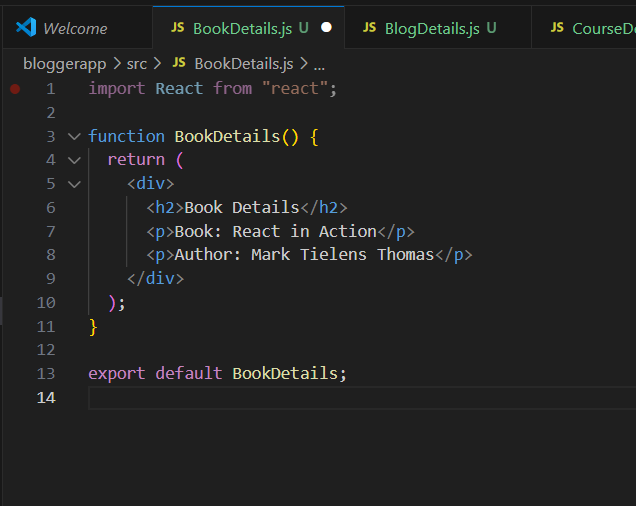 Welcome JS BookDetails.js U JS BlogDetails.js U JS CourseDe
bloggerapp > src > JS BookDetails.js > ...
1 import React from "react";
2
3 function BookDetails() {
4 return (
5 <div>
6 <h2>Book Details</h2>
7 <p>Book: React in Action</p>
8 <p>Author: Mark Tielens Thomas</p>
9 </div>
10 );
11 }
12
13 export default BookDetails;
14